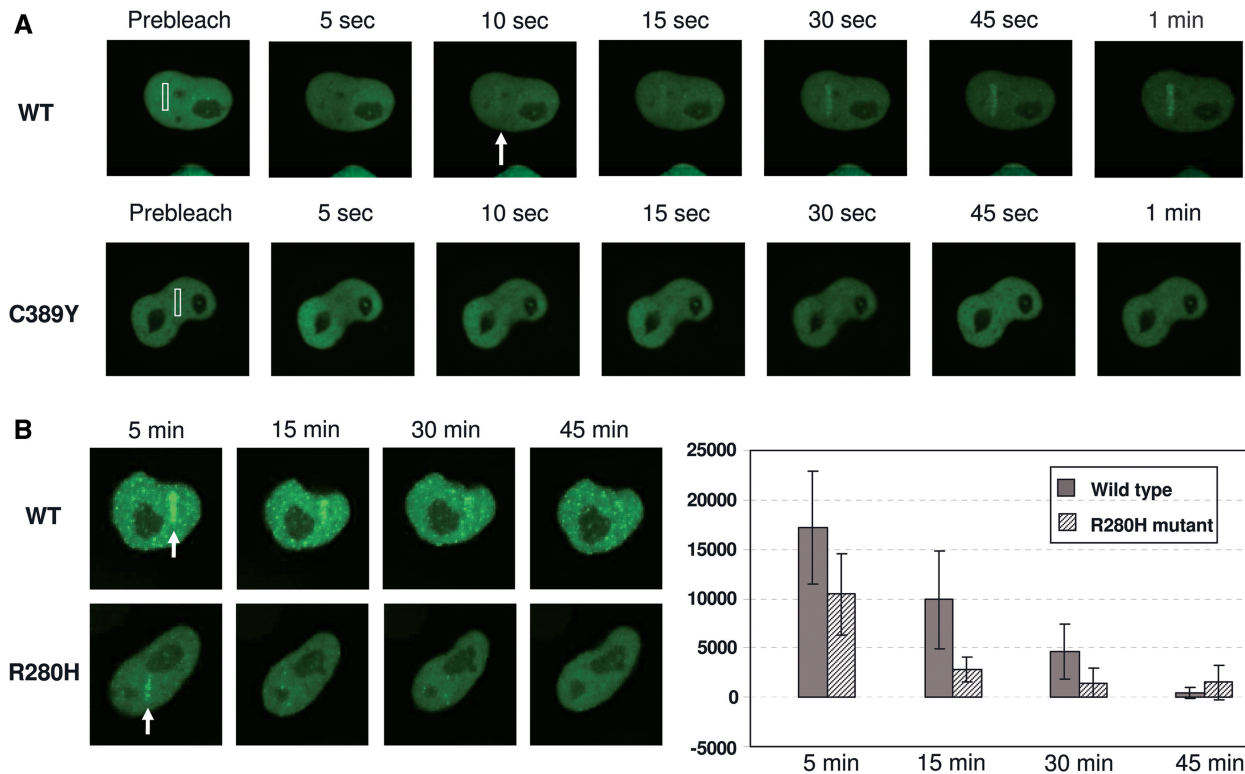 A
Prebleach 5 sec 10 sec 15 sec 30 sec 45 sec 1 min
WT
Prebleach 5 sec 10 sec 15 sec 30 sec 45 sec 1 min
C389Y
B
5 min 15 min 30 min 45 min
WT
R280H
25000
20000
15000
10000
5000
0
-5000
Wild type
R280H mutant
5 min 15 min 30 min 45 min